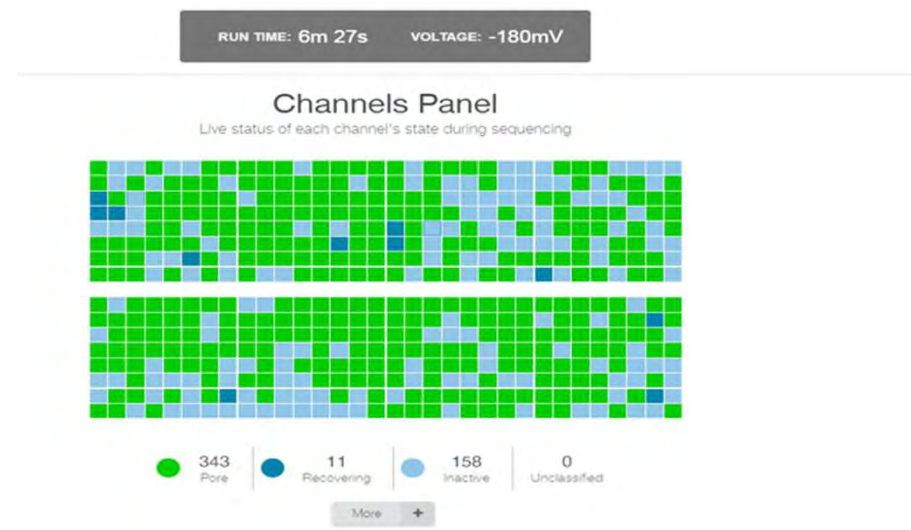 RUN TIME: 6m 27s VOLTAGE: -180mV
Channels Panel
Live status of each channel's state during sequencing
343 11 158 0
Pore Recovering Inactive Unclassified
More +